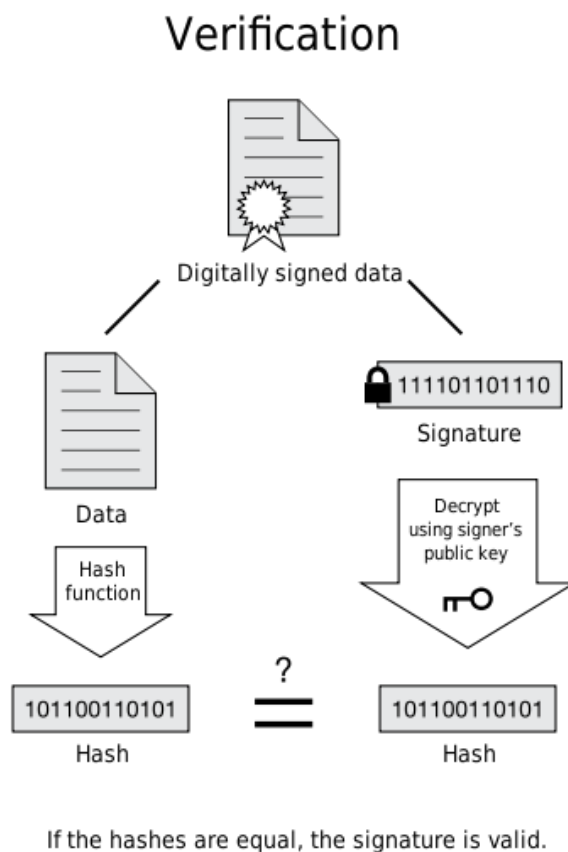 Verification
Digitally signed data
111101101110
Signature
Data
Decrypt
using signer's
public key
Hash
function
?
101100110101
101100110101
Hash
Hash
If the hashes are equal, the signature is valid.